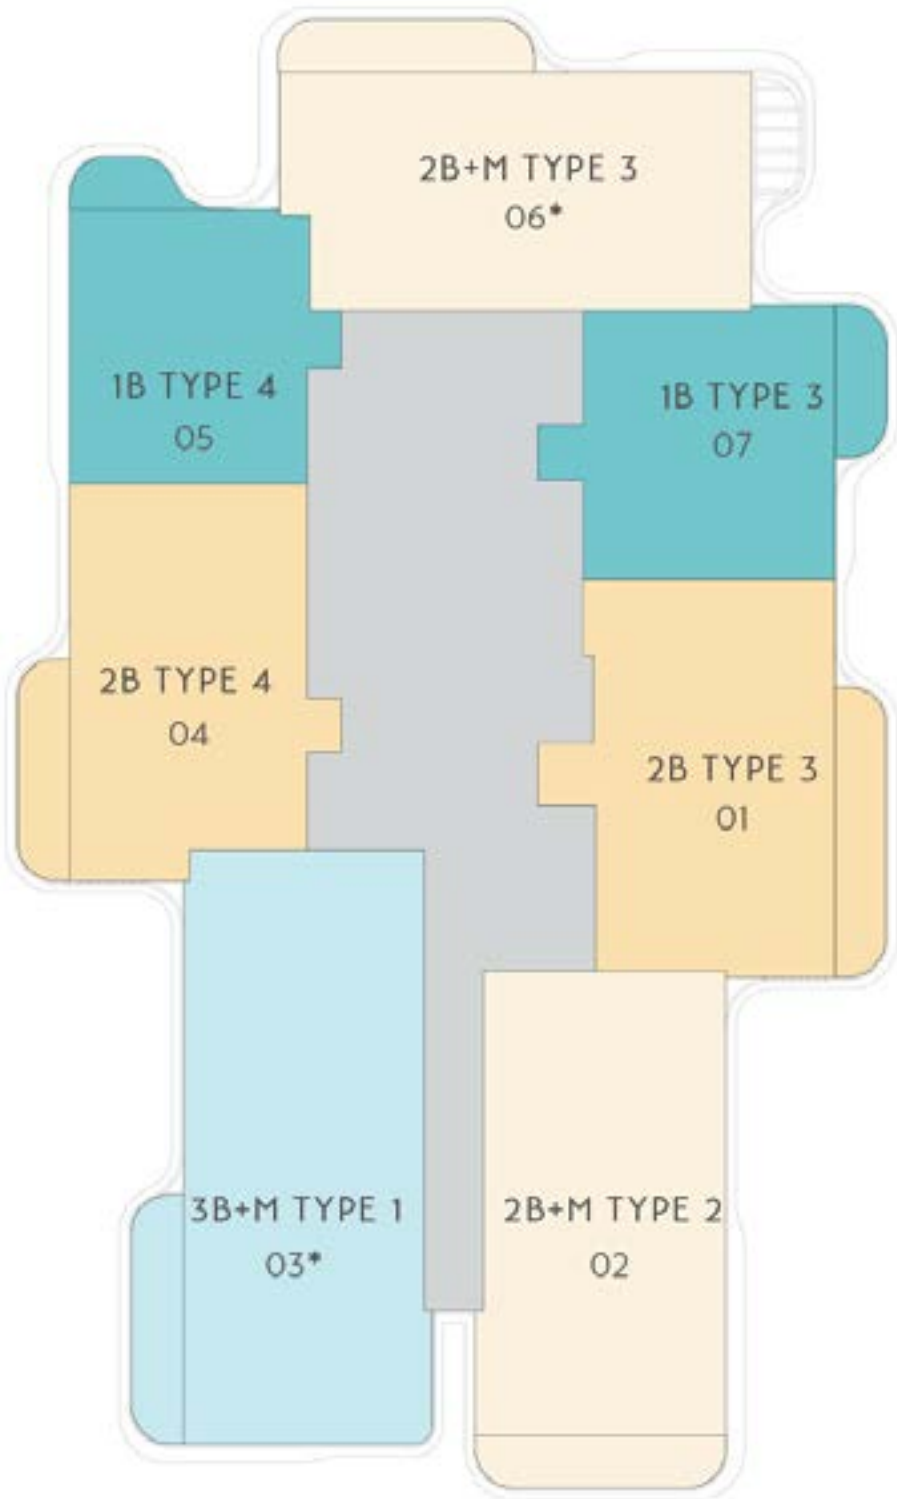 2B+M TYPE 3
06*
1B TYPE 4
05
1B TYPE 3
07
2B TYPE 4
04
2B TYPE 3
01
3B+M TYPE 1
03*
2B+M TYPE 2
02